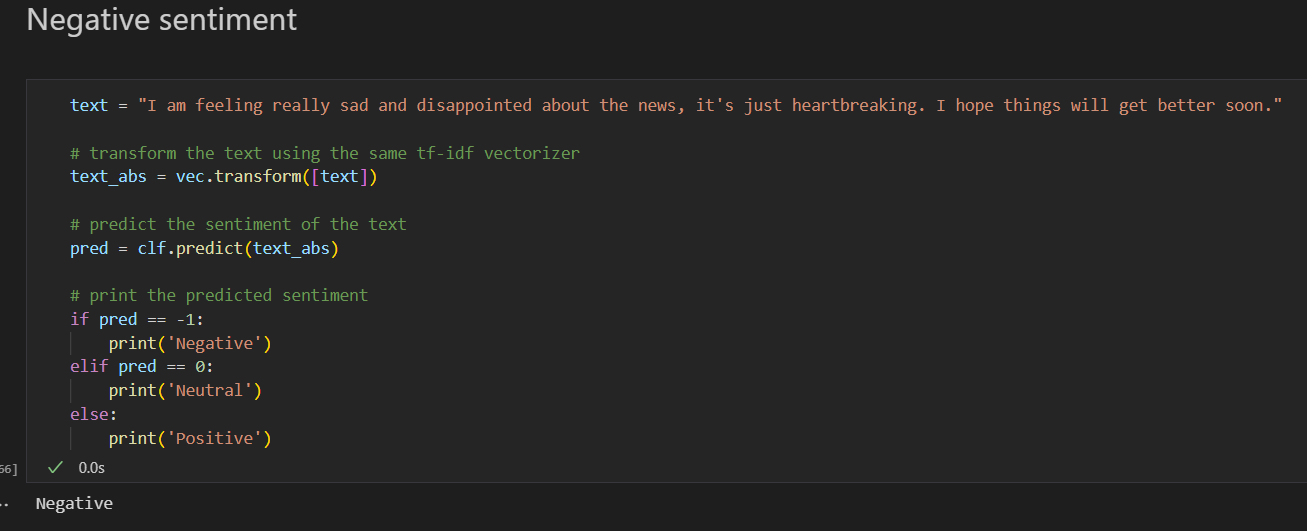 Negative sentiment
text = "I am feeling really sad and disappointed about the news, it's just heartbreaking. I hope things will get better soon."
# transform the text using the same tf-idf vectorizer
text_abs = vec.transform([text])
# predict the sentiment of the text
pred = clf.predict(text_abs)
# print the predicted sentiment
if pred == -1:
    print('Negative')
elif pred == 0:
    print('Neutral')
else:
    print('Positive')
66]
0.0s
Negative